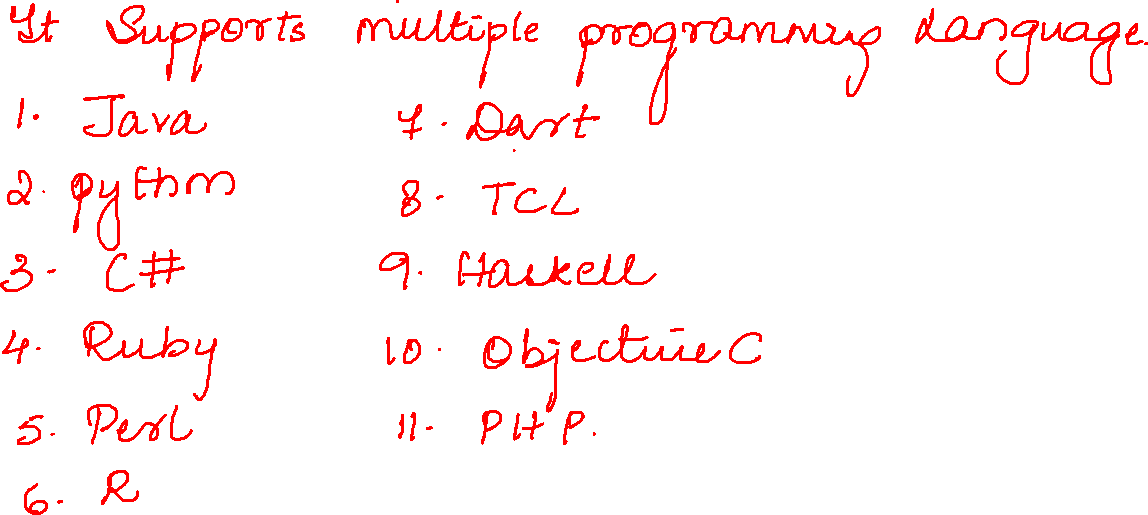 It Supports multiple programming Language.
1. Java
2. python
3. C#
4. Ruby
5. Perl
6. R
7. Dart
8. TCL
9. Haskell
10. Objective C
11. PHP.